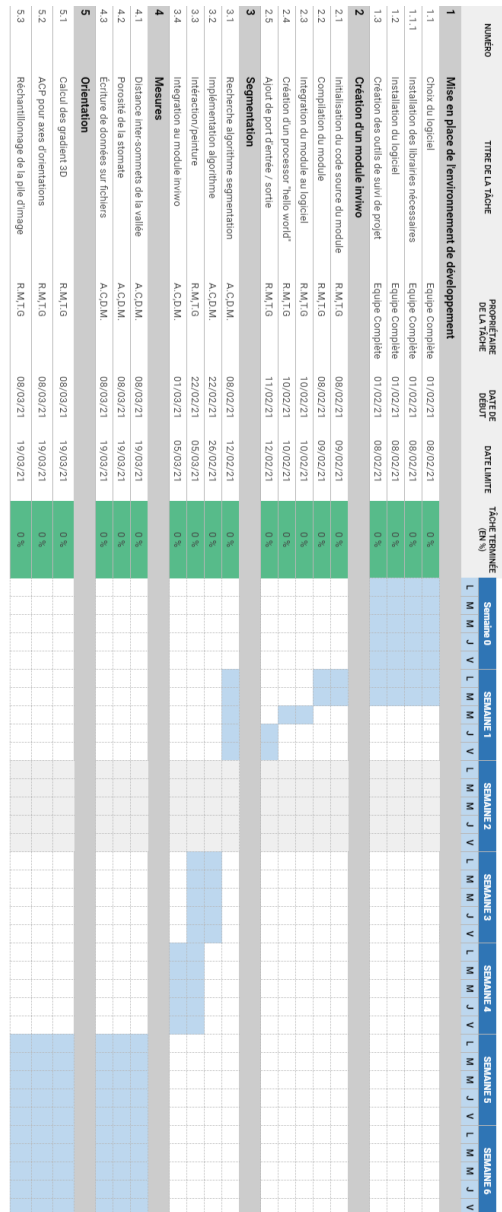 NUMÉRO TITRE DE LA TÂCHE PROPRIÉTAIRE DE LA TÂCHE DATE DE DÉBUT DATE LIMITE TÂCHE TERMINÉE (EN %) Semaine 0 SEMAINE 1 SEMAINE 2 SEMAINE 3 SEMAINE 4 SEMAINE 5 SEMAINE 6
L M M J V L M M J V L M M J V L M M J V L M M J V L M M J V L M M J V
1 Mise en place de l'environnement de développement
1.1 Choix du logiciel Equipe Complète 01/02/21 08/02/21 0 %
1.1.1 Installation des librairies nécessaires Equipe Complète 01/02/21 08/02/21 0 %
1.2 Installation du logiciel Equipe Complète 01/02/21 08/02/21 0 %
1.3 Création des outils de suivi de projet Equipe Complète 01/02/21 08/02/21 0 %
2 Création d'un module inviwo
2.1 Initialisation du code source du module R.M,T.G 08/02/21 09/02/21 0 %
2.2 Compilation du module R.M,T.G 08/02/21 09/02/21 0 %
2.3 Integration du module au logiciel R.M,T.G 10/02/21 10/02/21 0 %
2.4 Création d'un processor "hello world" R.M,T.G 10/02/21 10/02/21 0 %
2.5 Ajout de port d'entrée / sortie R.M,T.G 11/02/21 12/02/21 0 %
3 Segmentation
3.1 Recherche algorithme segmentation A.C,D.M. 08/02/21 12/02/21 0 %
3.2 Implémentation algorithme A.C,D.M. 22/02/21 26/02/21 0 %
3.3 Intéraction/peinture R.M,T.G 22/02/21 05/03/21 0 %
3.4 Integration au module inviwo A.C,D.M. 01/03/21 05/03/21 0 %
4 Mesures
4.1 Distance inter-sommets de la vallée A.C,D.M. 08/03/21 19/03/21 0 %
4.2 Porosité de la stomate A.C,D.M. 08/03/21 19/03/21 0 %
4.3 Écriture de données sur fichiers A.C,D.M. 08/03/21 19/03/21 0 %
5 Orientation
5.1 Calcul des gradient 3D R.M,T.G 08/03/21 19/03/21 0 %
5.2 ACP pour axes d'orientations R.M,T.G 08/03/21 19/03/21 0 %
5.3 Réchantillonnage de la pile d'image R.M,T.G 08/03/21 19/03/21 0 %